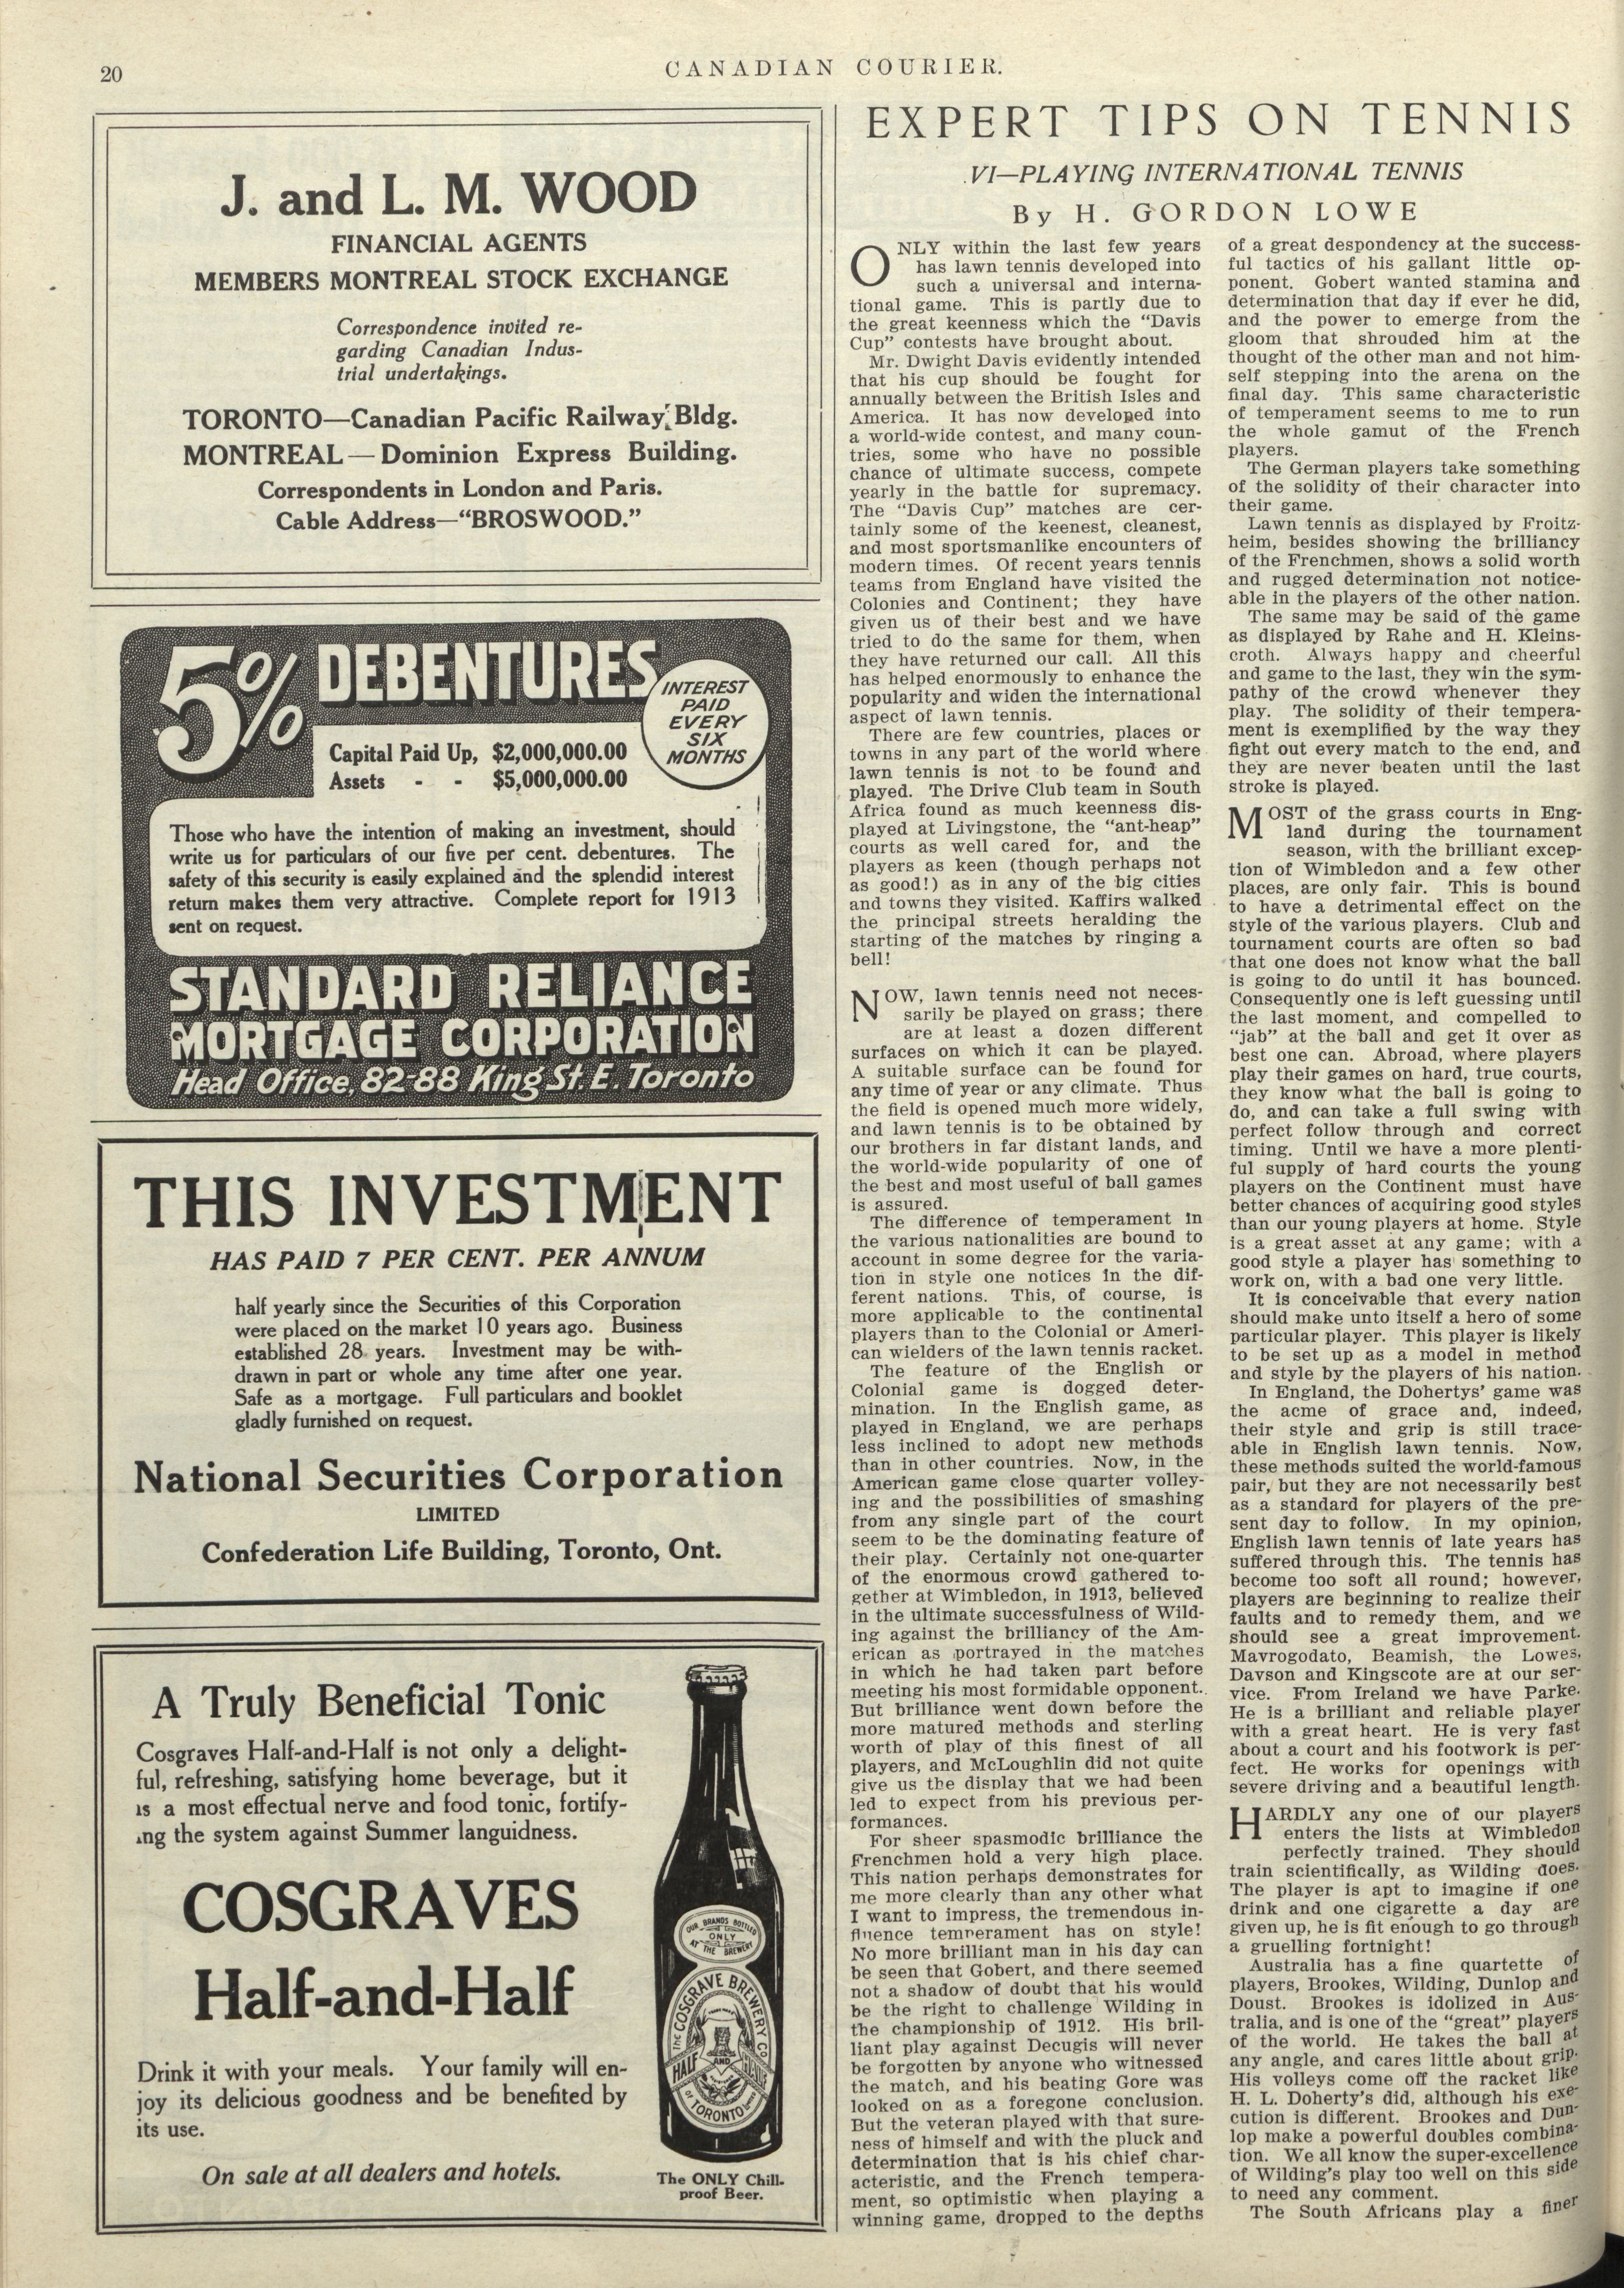 20
CANADIAN COURIER.
J. and L. M. WOOD
FINANCIAL AGENTS
MEMBERS MONTREAL STOCK EXCHANGE
Correspondence invited re-
garding Canadian Indus-
trial undertakings.
TORONTO—Canadian Pacific Railway Bldg.
MONTREAL—Dominion Express Building.
Correspondents in London and Paris.
Cable Address—“BROSWOOD.”
5% DEBENTURES
INTEREST
PAID
EVERY
SIX
MONTHS
Capital Paid Up, $2,000,000.00
Assets - - $5,000,000.00
Those who have the intention of making an investment, should
write us for particulars of our five per cent. debentures. The
safety of this security is easily explained and the splendid interest
return makes them very attractive. Complete report for 1913
sent on request.
STANDARD RELIANCE
MORTGAGE CORPORATION
Head Office, 82-88 King St. E. Toronto
THIS INVESTMENT
HAS PAID 7 PER CENT. PER ANNUM
half yearly since the Securities of this Corporation
were placed on the market 10 years ago. Business
established 28 years. Investment may be with-
drawn in part or whole any time after one year.
Safe as a mortgage. Full particulars and booklet
gladly furnished on request.
National Securities Corporation
LIMITED
Confederation Life Building, Toronto, Ont.
A Truly Beneficial Tonic
Cosgraves Half-and-Half is not only a delight-
ful, refreshing, satisfying home beverage, but it
is a most effectual nerve and food tonic, fortify-
ing the system against Summer languidness.
COSGRAVES
Half-and-Half
Drink it with your meals. Your family will en-
joy its delicious goodness and be benefited by
its use.
On sale at all dealers and hotels.
OUR BRANDS BOTTLED
ONLY
AT THE BREWERY
THE COSGRAVE BREWERY CO
HALF AND HALF
OF TORONTO
The ONLY Chill-
proof Beer.
EXPERT TIPS ON TENNIS
VI—PLAYING INTERNATIONAL TENNIS
By H. GORDON LOWE
ONLY within the last few years
has lawn tennis developed into
such a universal and interna-
tional game. This is partly due to
the great keenness which the “Davis
Cup” contests have brought about.
Mr. Dwight Davis evidently intended
that his cup should be fought for
annually between the British Isles and
America. It has now developed into
a world-wide contest, and many coun-
tries, some who have no possible
chance of ultimate success, compete
yearly in the battle for supremacy.
The “Davis Cup” matches are cer-
tainly some of the keenest, cleanest,
and most sportsmanlike encounters of
modern times. Of recent years tennis
teams from England have visited the
Colonies and Continent; they have
given us of their best and we have
tried to do the same for them, when
they have returned our call. All this
has helped enormously to enhance the
popularity and widen the international
aspect of lawn tennis.
There are few countries, places or
towns in any part of the world where
lawn tennis is not to be found and
played. The Drive Club team in South
Africa found as much keenness dis-
played at Livingstone, the “ant-heap”
courts as well cared for, and the
players as keen (though perhaps not
as good!) as in any of the big cities
and towns they visited. Kaffirs walked
the principal streets heralding the
starting of the matches by ringing a
bell!
NOW, lawn tennis need not neces-
sarily be played on grass; there
are at least a dozen different
surfaces on which it can be played.
A suitable surface can be found for
any time of year or any climate. Thus
the field is opened much more widely,
and lawn tennis is to be obtained by
our brothers in far distant lands, and
the world-wide popularity of one of
the best and most useful of ball games
is assured.
The difference of temperament in
the various nationalities are bound to
account in some degree for the varia-
tion in style one notices in the dif-
ferent nations. This, of course, is
more applicable to the continental
players than to the Colonial or Ameri-
can wielders of the lawn tennis racket.
The feature of the English or
Colonial game is dogged deter-
mination. In the English game, as
played in England, we are perhaps
less inclined to adopt new methods
than in other countries. Now, in the
American game close quarter volley-
ing and the possibilities of smashing
from any single part of the court
seem to be the dominating feature of
their play. Certainly not one-quarter
of the enormous crowd gathered to-
gether at Wimbledon, in 1913, believed
in the ultimate successfulness of Wild-
ing against the brilliancy of the Am-
erican as portrayed in the matches
in which he had taken part before
meeting his most formidable opponent.
But brilliance went down before the
more matured methods and sterling
worth of play of this finest of all
players, and McLoughlin did not quite
give us the display that we had been
led to expect from his previous per-
formances.
For sheer spasmodic brilliance the
Frenchmen hold a very high place.
This nation perhaps demonstrates for
me more clearly than any other what
I want to impress, the tremendous in-
fluence temperament has on style!
No more brilliant man in his day can
be seen that Gobert, and there seemed
not a shadow of doubt that his would
be the right to challenge Wilding in
the championship of 1912. His bril-
liant play against Decugis will never
be forgotten by anyone who witnessed
the match, and his beating Gore was
looked on as a foregone conclusion.
But the veteran played with that sure-
ness of himself and with the pluck and
determination that is his chief char-
acteristic, and the French tempera-
ment, so optimistic when playing a
winning game, dropped to the depths
of a great despondency at the success-
ful tactics of his gallant little op-
ponent. Gobert wanted stamina and
determination that day if ever he did,
and the power to emerge from the
gloom that shrouded him at the
thought of the other man and not him-
self stepping into the arena on the
final day. This same characteristic
of temperament seems to me to run
the whole gamut of the French
players.
The German players take something
of the solidity of their character into
their game.
Lawn tennis as displayed by Froitz-
heim, besides showing the brilliancy
of the Frenchmen, shows a solid worth
and rugged determination not notice-
able in the players of the other nation.
The same may be said of the game
as displayed by Rahe and H. Kleins-
croth. Always happy and cheerful
and game to the last, they win the sym-
pathy of the crowd whenever they
play. The solidity of their tempera-
ment is exemplified by the way they
fight out every match to the end, and
they are never beaten until the last
stroke is played.
MOST of the grass courts in Eng-
land during the tournament
season, with the brilliant excep-
tion of Wimbledon and a few other
places, are only fair. This is bound
to have a detrimental effect on the
style of the various players. Club and
tournament courts are often so bad
that one does not know what the ball
is going to do until it has bounced.
Consequently one is left guessing until
the last moment, and compelled to
“jab” at the ball and get it over as
best one can. Abroad, where players
play their games on hard, true courts,
they know what the ball is going to
do, and can take a full swing with
perfect follow through and correct
timing. Until we have a more plenti-
ful supply of hard courts the young
players on the Continent must have
better chances of acquiring good styles
than our young players at home. Style
is a great asset at any game; with a
good style a player has something to
work on, with a bad one very little.
It is conceivable that every nation
should make unto itself a hero of some
particular player. This player is likely
to be set up as a model in method
and style by the players of his nation.
In England, the Dohertys’ game was
the acme of grace and, indeed,
their style and grip is still trace-
able in English lawn tennis. Now,
these methods suited the world-famous
pair, but they are not necessarily best
as a standard for players of the pre-
sent day to follow. In my opinion,
English lawn tennis of late years has
suffered through this. The tennis has
become too soft all round; however,
players are beginning to realize their
faults and to remedy them, and we
should see a great improvement.
Mavrogodato, Beamish, the Lowes,
Davson and Kingscote are at our ser-
vice. From Ireland we have Parke.
He is a brilliant and reliable player
with a great heart. He is very fast
about a court and his footwork is per-
fect. He works for openings with
severe driving and a beautiful length.
HARDLY any one of our players
enters the lists at Wimbledon
perfectly trained. They should
train scientifically, as Wilding does.
The player is apt to imagine if one
drink and one cigarette a day are
given up, he is fit enough to go through
a gruelling fortnight!
Australia has a fine quartette of
players, Brookes, Wilding, Dunlop and
Doust. Brookes is idolized in Aus-
tralia, and is one of the “great” players
of the world. He takes the ball at
any angle, and cares little about grip.
His volleys come off the racket like
H. L. Doherty’s did, although his exe-
cution is different. Brookes and Dun-
lop make a powerful doubles combina-
tion. We all know the super-excellence
of Wilding’s play too well on this side
to need any comment.
The South Africans play a finer